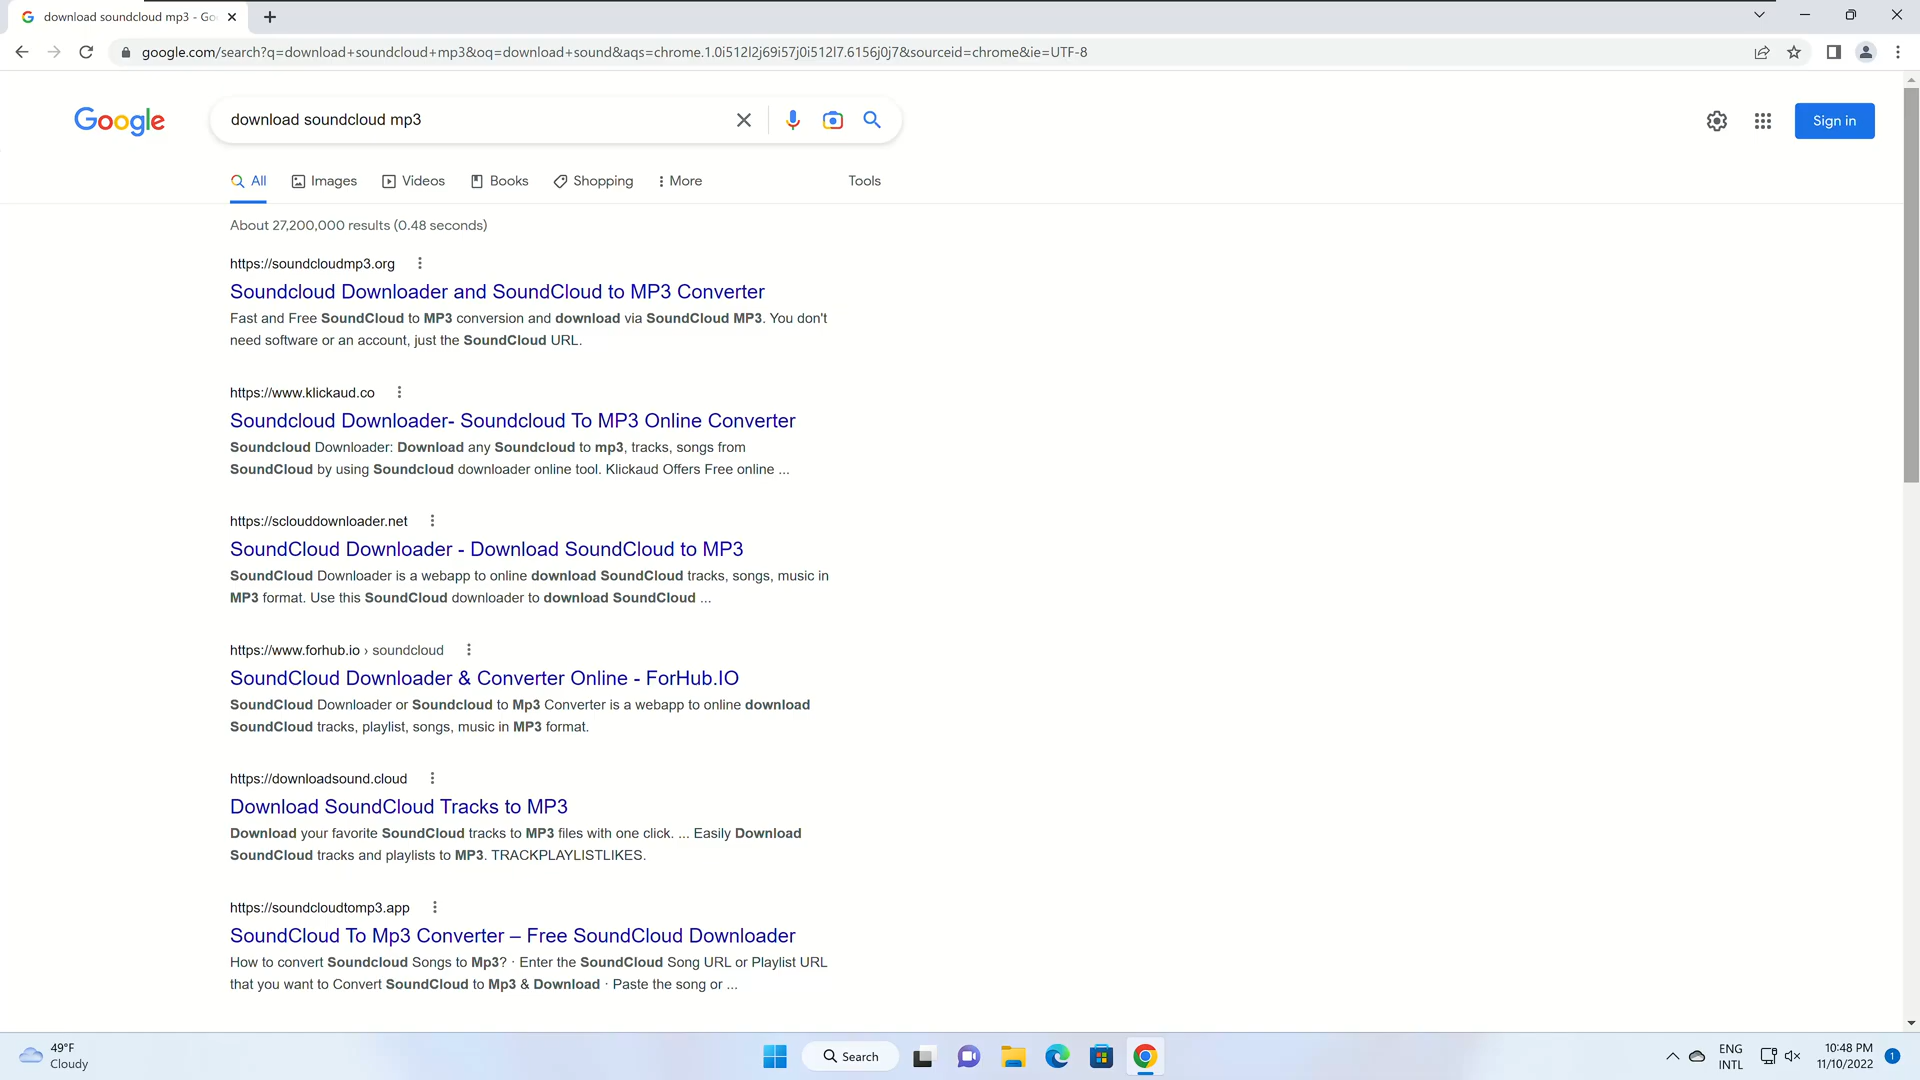 download soundcloud mp3 - Go
google.com/search?q=download+soundcloud+mp3&oq=download+sound&aqs=chrome.1.0i512l2j69i57j0i512l7.6156j0j7&sourceid=chrome&ie=UTF-8
Google
download soundcloud mp3
Sign in
All Images Videos Books Shopping More Tools
About 27,200,000 results (0.48 seconds)
https://soundcloudmp3.org
Soundcloud Downloader and SoundCloud to MP3 Converter
Fast and Free SoundCloud to MP3 conversion and download via SoundCloud MP3. You don't
need software or an account, just the SoundCloud URL.
https://www.klickaud.co
Soundcloud Downloader- Soundcloud To MP3 Online Converter
Soundcloud Downloader: Download any Soundcloud to mp3, tracks, songs from
SoundCloud by using Soundcloud downloader online tool. Klickaud Offers Free online ...
https://sclouddownloader.net
SoundCloud Downloader - Download SoundCloud to MP3
SoundCloud Downloader is a webapp to online download SoundCloud tracks, songs, music in
MP3 format. Use this SoundCloud downloader to download SoundCloud ...
https://www.forhub.io › soundcloud
SoundCloud Downloader & Converter Online - ForHub.IO
SoundCloud Downloader or Soundcloud to Mp3 Converter is a webapp to online download
SoundCloud tracks, playlist, songs, music in MP3 format.
https://downloadsound.cloud
Download SoundCloud Tracks to MP3
Download your favorite SoundCloud tracks to MP3 files with one click. ... Easily Download
SoundCloud tracks and playlists to MP3. TRACKPLAYLISTLIKES.
https://soundcloudtomp3.app
SoundCloud To Mp3 Converter – Free SoundCloud Downloader
How to convert Soundcloud Songs to Mp3? · Enter the SoundCloud Song URL or Playlist URL
that you want to Convert SoundCloud to Mp3 & Download · Paste the song or ...
49°F
Cloudy
Search
ENG
INTL
10:48 PM
11/10/2022
1